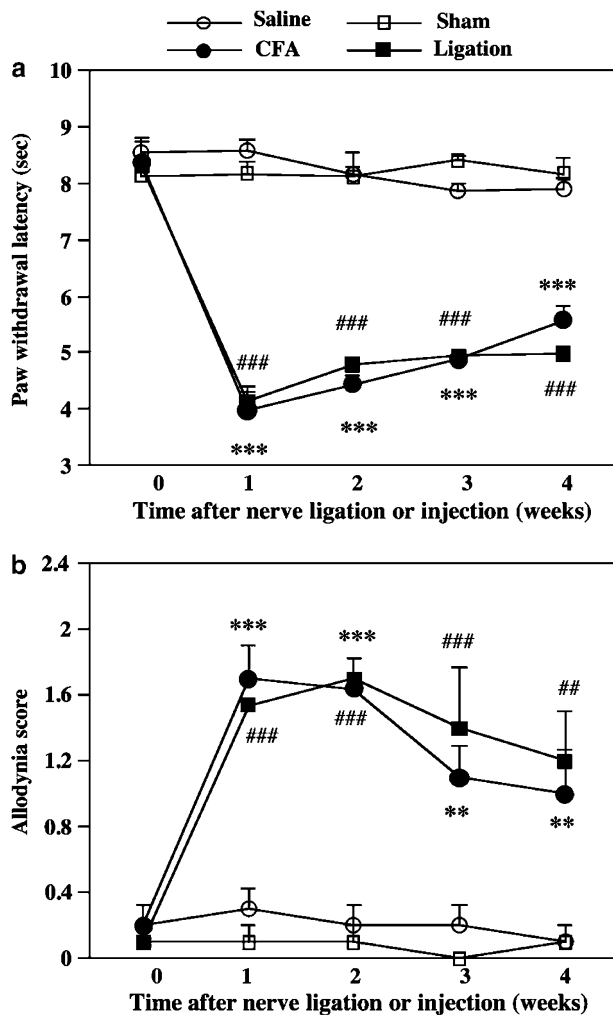 Saline Sham
CFA Ligation
a
Paw withdrawal latency (sec)
10
9
8
7
6
5
4
3
***
### ### ###
###
*** *** ***
0 1 2 3 4
Time after nerve ligation or injection (weeks)
b
Allodynia score
2.4
2
1.6
1.2
0.8
0.4
0
*** *** ### ##
### ###
** **
0 1 2 3 4
Time after nerve ligation or injection (weeks)